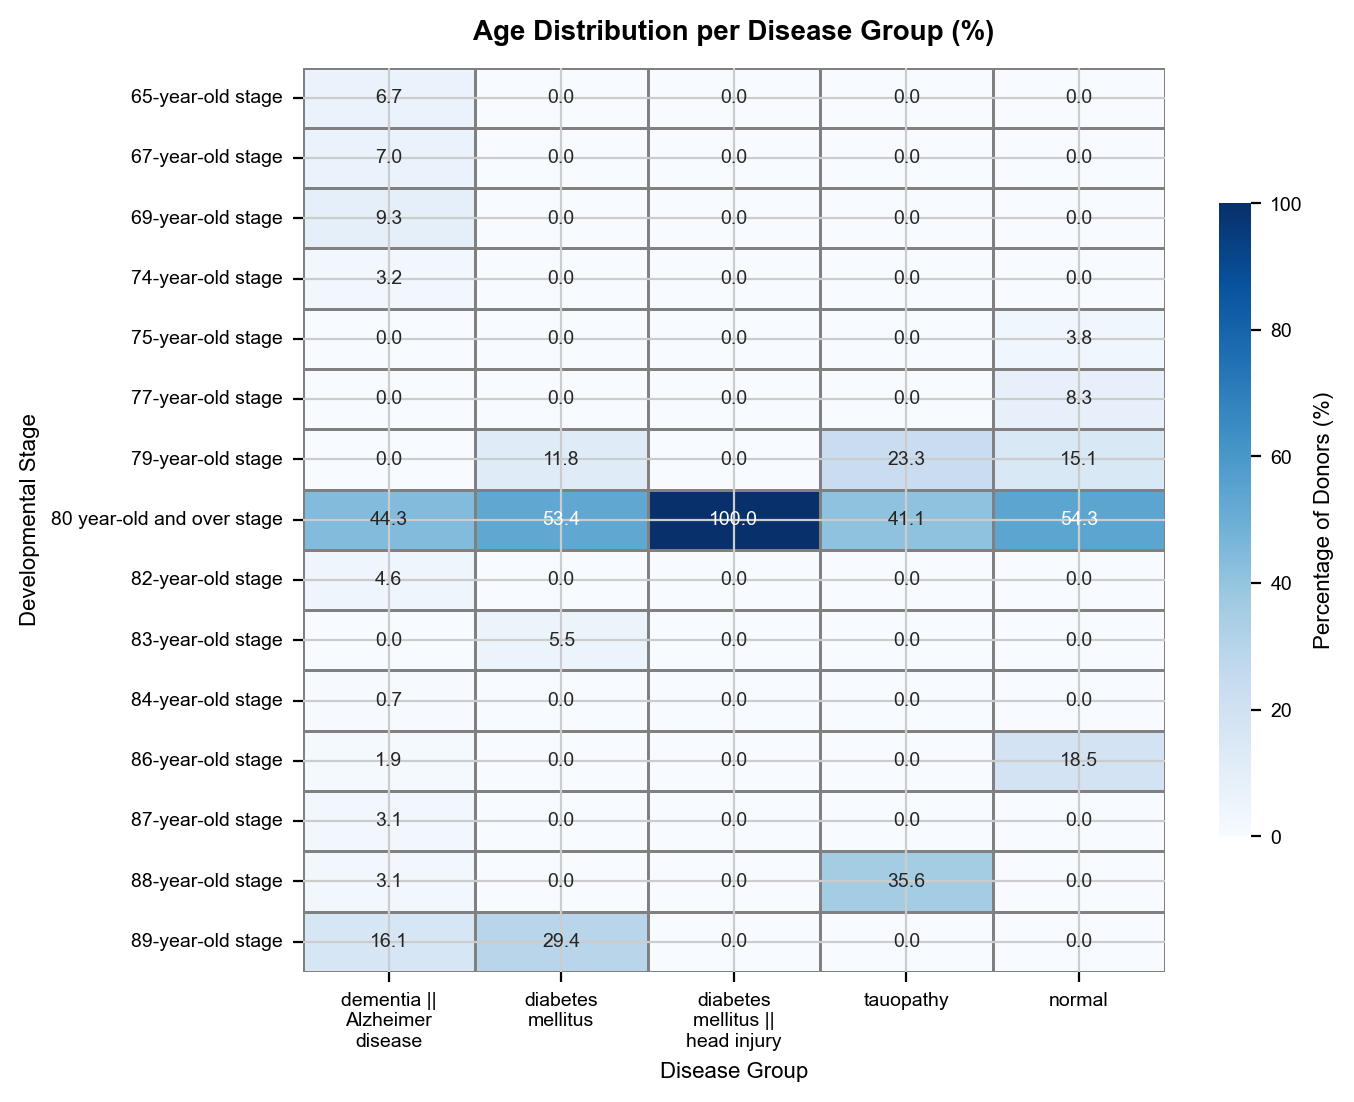 Age Distribution per Disease Group (%)
65-year-old stage 6.7 0.0 0.0 0.0 0.0
67-year-old stage 7.0 0.0 0.0 0.0 0.0
69-year-old stage 9.3 0.0 0.0 0.0 0.0
74-year-old stage 3.2 0.0 0.0 0.0 0.0
75-year-old stage 0.0 0.0 0.0 0.0 3.8
77-year-old stage 0.0 0.0 0.0 0.0 8.3
79-year-old stage 0.0 11.8 0.0 23.3 15.1
80 year-old and over stage 44.3 53.4 100.0 41.1 54.3
82-year-old stage 4.6 0.0 0.0 0.0 0.0
83-year-old stage 0.0 5.5 0.0 0.0 0.0
84-year-old stage 0.7 0.0 0.0 0.0 0.0
86-year-old stage 1.9 0.0 0.0 0.0 18.5
87-year-old stage 3.1 0.0 0.0 0.0 0.0
88-year-old stage 3.1 0.0 0.0 35.6 0.0
89-year-old stage 16.1 29.4 0.0 0.0 0.0
Developmental Stage
dementia ||
Alzheimer
disease
diabetes
mellitus
diabetes
mellitus ||
head injury
tauopathy
normal
Disease Group
100
80
60
40
20
0
Percentage of Donors (%)